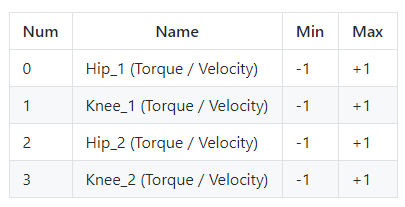 Num Name Min Max
0 Hip_1 (Torque / Velocity) -1 +1
1 Knee_1 (Torque / Velocity) -1 +1
2 Hip_2 (Torque / Velocity) -1 +1
3 Knee_2 (Torque / Velocity) -1 +1